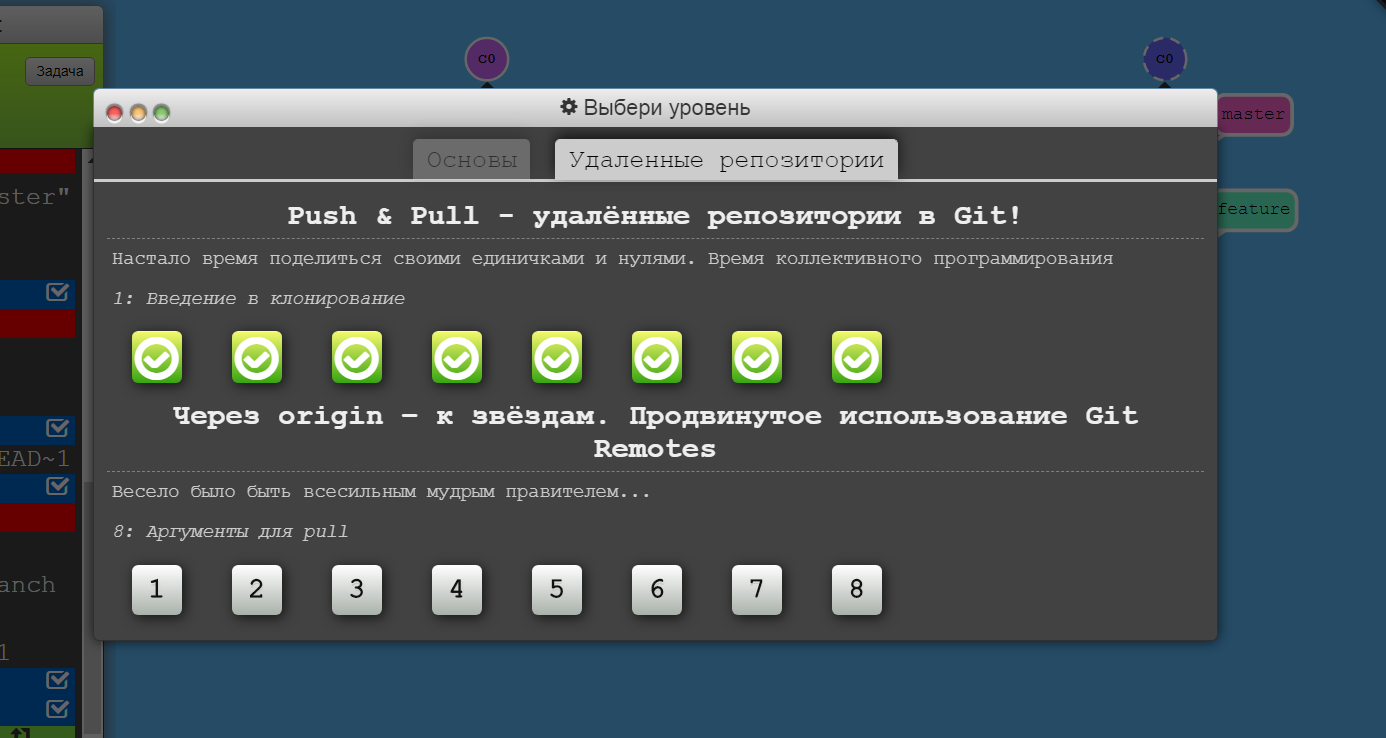 C0
C0
Задача
Выбери уровень
master
Основы
Удаленные репозитории
ster"
feature
Push & Pull - удалённые репозитории в Git!
Настало время поделиться своими единичками и нулями. Время коллективного программирования
1: Введение в клонирование
Через origin – к звёздам. Продвинутое использование Git
Remotes
EAD~1
Весело было быть всесильным мудрым правителем...
8: Аргументы для pull
anch
1 2 3 4 5 6 7 8
1